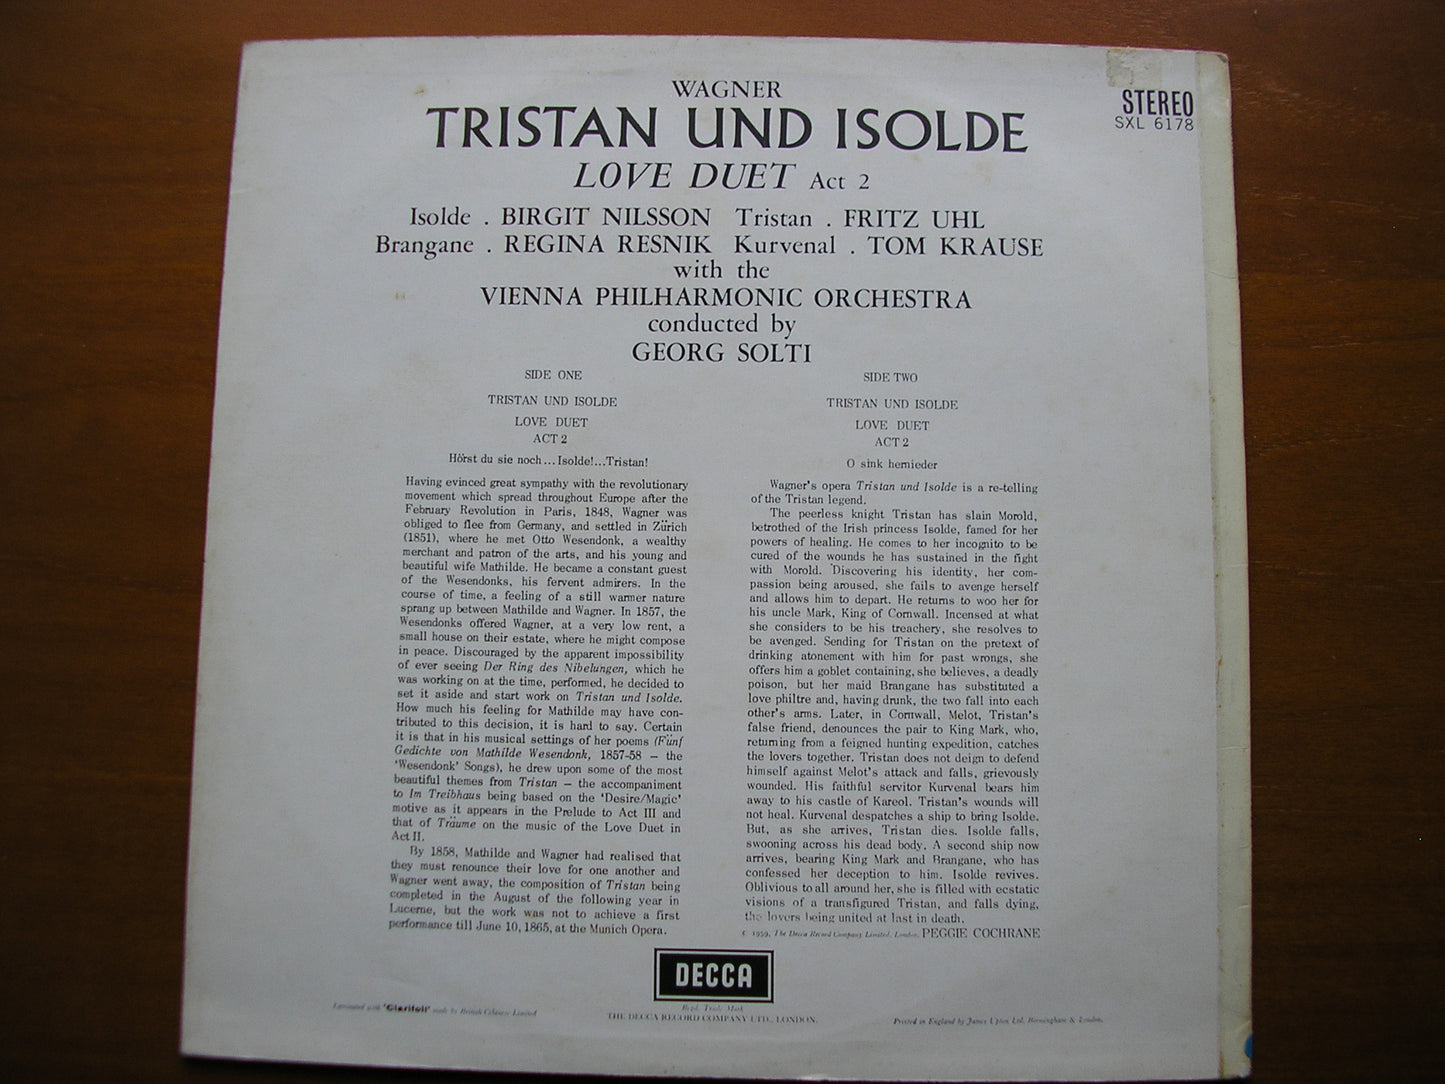 WAGNER
TRISTAN UND ISOLDE
LOVE DUET Act 2
STEREO
SXL 6178
Isolde . BIRGIT NILSSON Tristan . FRITZ UHL
Brangane . REGINA RESNIK Kurvenal . TOM KRAUSE
with the
VIENNA PHILHARMONIC ORCHESTRA
conducted by
GEORG SOLTI
SIDE ONE
TRISTAN UND ISOLDE
LOVE DUET
ACT 2
Hörst du sie noch ... Isolde!...Tristan!
Having evinced great sympathy with the revolutionary
movement which spread throughout Europe after the
February Revolution in Paris, 1848, Wagner was
obliged to flee from Germany, and settled in Zürich
(1851), where he met Otto Wesendonk, a wealthy
merchant and patron of the arts, and his young and
beautiful wife Mathilde. He became a constant guest
of the Wesendonks, his fervent admirers. In the
course of time, a feeling of a still warmer nature
sprang up between Mathilde and Wagner. In 1857, the
Wesendonks offered Wagner, at a very low rent, a
small house on their estate, where he might compose
in peace. Discouraged by the apparent impossibility
of ever seeing Der Ring des Nibelungen, which he
was working on at the time, performed, he decided to
set it aside and start work on Tristan und Isolde.
How much his feeling for Mathilde may have con-
tributed to this decision, it is hard to say. Certain
it is that in his musical settings of her poems (Fünf
Gedichte von Mathilde Wesendonk, 1857-58 – the
'Wesendonk' Songs), he drew upon some of the most
beautiful themes from Tristan – the accompaniment
to Im Treibhaus being based on the 'Desire/Magic'
motive as it appears in the Prelude to Act III and
that of Träume on the music of the Love Duet in
Act II.
By 1858, Mathilde and Wagner had realised that
they must renounce their love for one another and
Wagner went away, the composition of Tristan being
completed in the August of the following year in
Lucerne, but the work was not to achieve a first
performance till June 10, 1865, at the Munich Opera.
SIDE TWO
TRISTAN UND ISOLDE
LOVE DUET
ACT 2
O sink hernieder
Wagner's opera Tristan und Isolde is a re-telling
of the Tristan legend.
The peerless knight Tristan has slain Morold,
betrothed of the Irish princess Isolde, famed for her
powers of healing. He comes to her incognito to be
cured of the wounds he has sustained in the fight
with Morold. Discovering his identity, her com-
passion being aroused, she fails to avenge herself
and allows him to depart. He returns to woo her for
his uncle Mark, King of Cornwall. Incensed at what
she considers to be his treachery, she resolves to
be avenged. Sending for Tristan on the pretext of
drinking atonement with him for past wrongs, she
offers him a goblet containing, she believes, a deadly
poison, but her maid Brangane has substituted a
love philtre and, having drunk, the two fall into each
other's arms. Later, in Cornwall, Melot, Tristan's
false friend, denounces the pair to King Mark, who,
returning from a feigned hunting expedition, catches
the lovers together. Tristan does not deign to defend
himself against Melot's attack and falls, grievously
wounded. His faithful servitor Kurvenal bears him
away to his castle of Kareol. Tristan's wounds will
not heal. Kurvenal despatches a ship to bring Isolde.
But, as she arrives, Tristan dies. Isolde falls,
swooning across his dead body. A second ship now
arrives, bearing King Mark and Brangane, who has
confessed her deception to him. Isolde revives.
Oblivious to all around her, she is filled with ecstatic
visions of a transfigured Tristan, and falls dying,
the lovers being united at last in death.
© 1959, The Decca Record Company Limited, London. PEGGIE COCHRANE
DECCA
Regd. Trade Mark
THE DECCA RECORD COMPANY LTD., LONDON.
Laminated with 'Clarifoil' made by British Celanese Limited
Printed in England by James Upton Ltd. Birmingham & London.